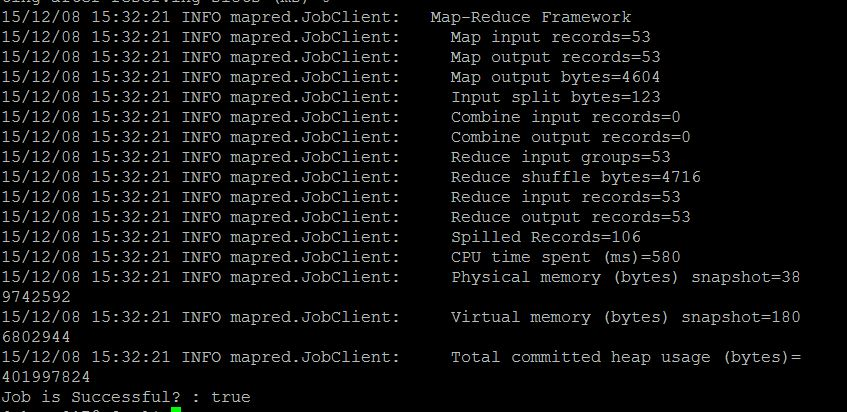 15/12/08 15:32:21 INFO mapred.JobClient:   Map-Reduce Framework
15/12/08 15:32:21 INFO mapred.JobClient:     Map input records=53
15/12/08 15:32:21 INFO mapred.JobClient:     Map output records=53
15/12/08 15:32:21 INFO mapred.JobClient:     Map output bytes=4604
15/12/08 15:32:21 INFO mapred.JobClient:     Input split bytes=123
15/12/08 15:32:21 INFO mapred.JobClient:     Combine input records=0
15/12/08 15:32:21 INFO mapred.JobClient:     Combine output records=0
15/12/08 15:32:21 INFO mapred.JobClient:     Reduce input groups=53
15/12/08 15:32:21 INFO mapred.JobClient:     Reduce shuffle bytes=4716
15/12/08 15:32:21 INFO mapred.JobClient:     Reduce input records=53
15/12/08 15:32:21 INFO mapred.JobClient:     Reduce output records=53
15/12/08 15:32:21 INFO mapred.JobClient:     Spilled Records=106
15/12/08 15:32:21 INFO mapred.JobClient:     CPU time spent (ms)=580
15/12/08 15:32:21 INFO mapred.JobClient:     Physical memory (bytes) snapshot=38
9742592
15/12/08 15:32:21 INFO mapred.JobClient:     Virtual memory (bytes) snapshot=180
6802944
15/12/08 15:32:21 INFO mapred.JobClient:     Total committed heap usage (bytes)=
401997824
Job is Successful? : true